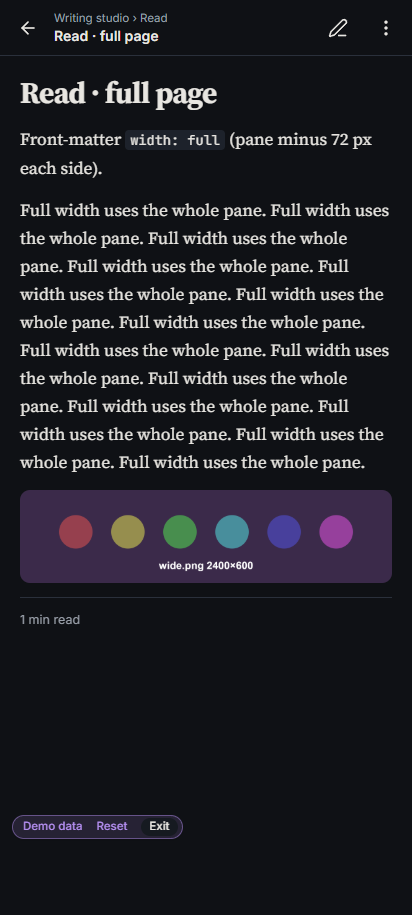 Writing studio › Read
Read · full page
Read · full page
Front-matter width: full (pane minus 72 px
each side).
Full width uses the whole pane. Full width uses
the whole pane. Full width uses the whole
pane. Full width uses the whole pane. Full
width uses the whole pane. Full width uses the
whole pane. Full width uses the whole pane.
Full width uses the whole pane. Full width uses
the whole pane. Full width uses the whole
pane. Full width uses the whole pane. Full
width uses the whole pane. Full width uses the
whole pane. Full width uses the whole pane.
wide.png 2400×600
1 min read
Demo data Reset Exit